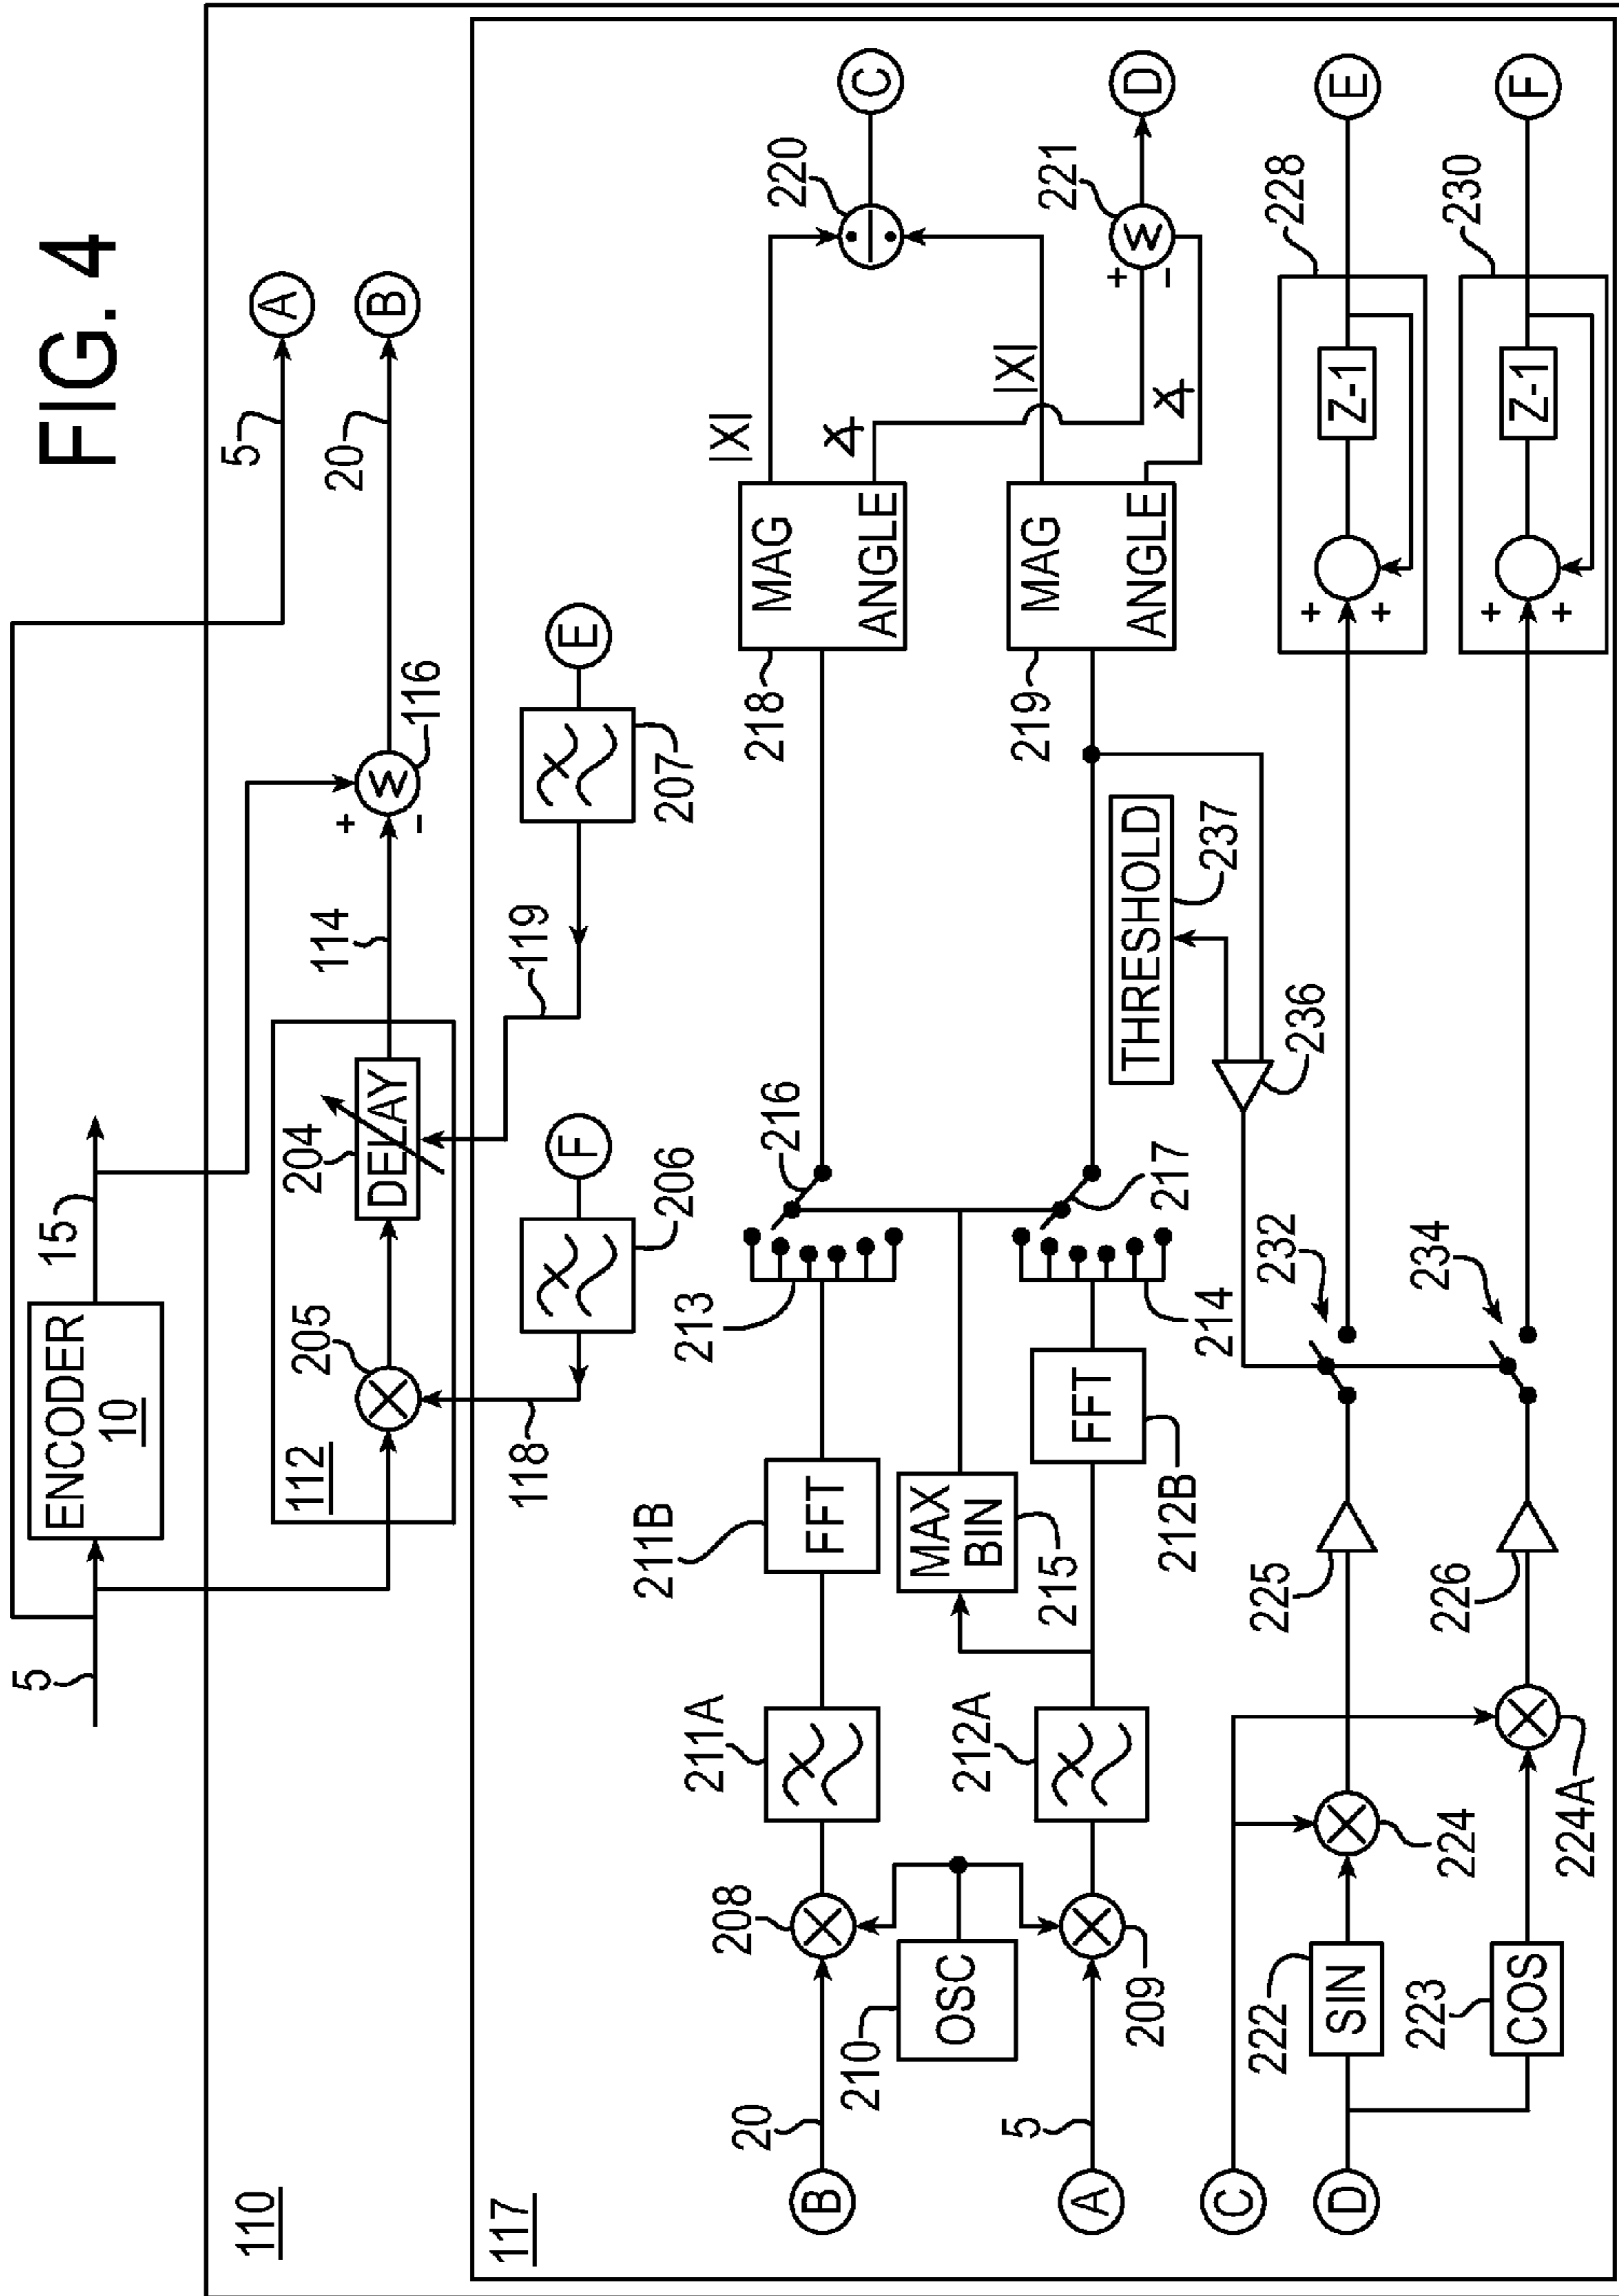 FIG. 4
5
ENCODER
10
15
5
A
110
112
205
204
DELAY
114
+
-
Σ
116
20
B
118
119
F
206
E
207
117
B
20
208
211A
211B
FFT
213
216
218
MAG
ANGLE
|X|
∡
220
C
210
OSC
MAX
BIN
215
A
5
209
212A
FFT
212B
214
217
219
MAG
ANGLE
|X|
∡
+
-
Σ
221
D
THRESHOLD
237
236
C
D
222
SIN
224
225
232
+
+
Z-1
228
E
223
COS
224A
226
234
+
+
Z-1
230
F